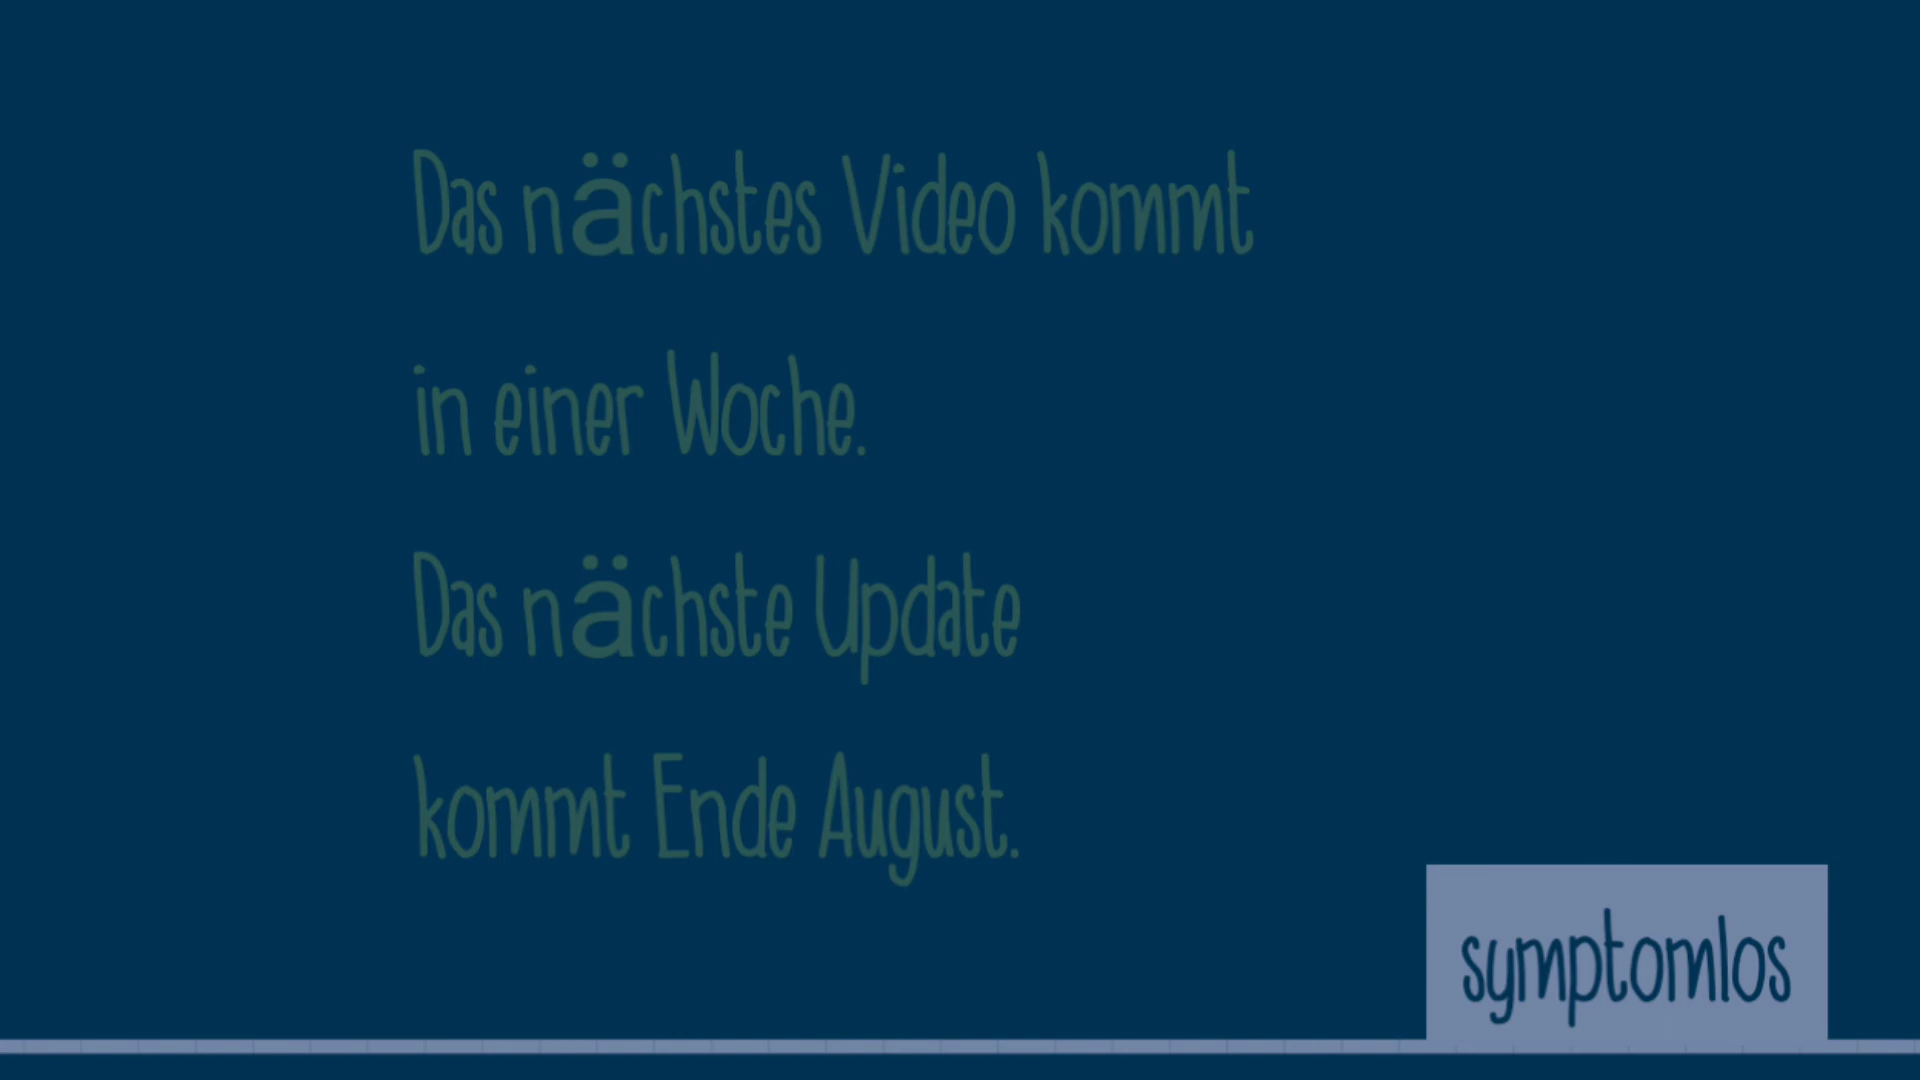 Das nächstes Video kommt
in einer Woche.
Das nächste Update
kommt Ende August.
symptomlos